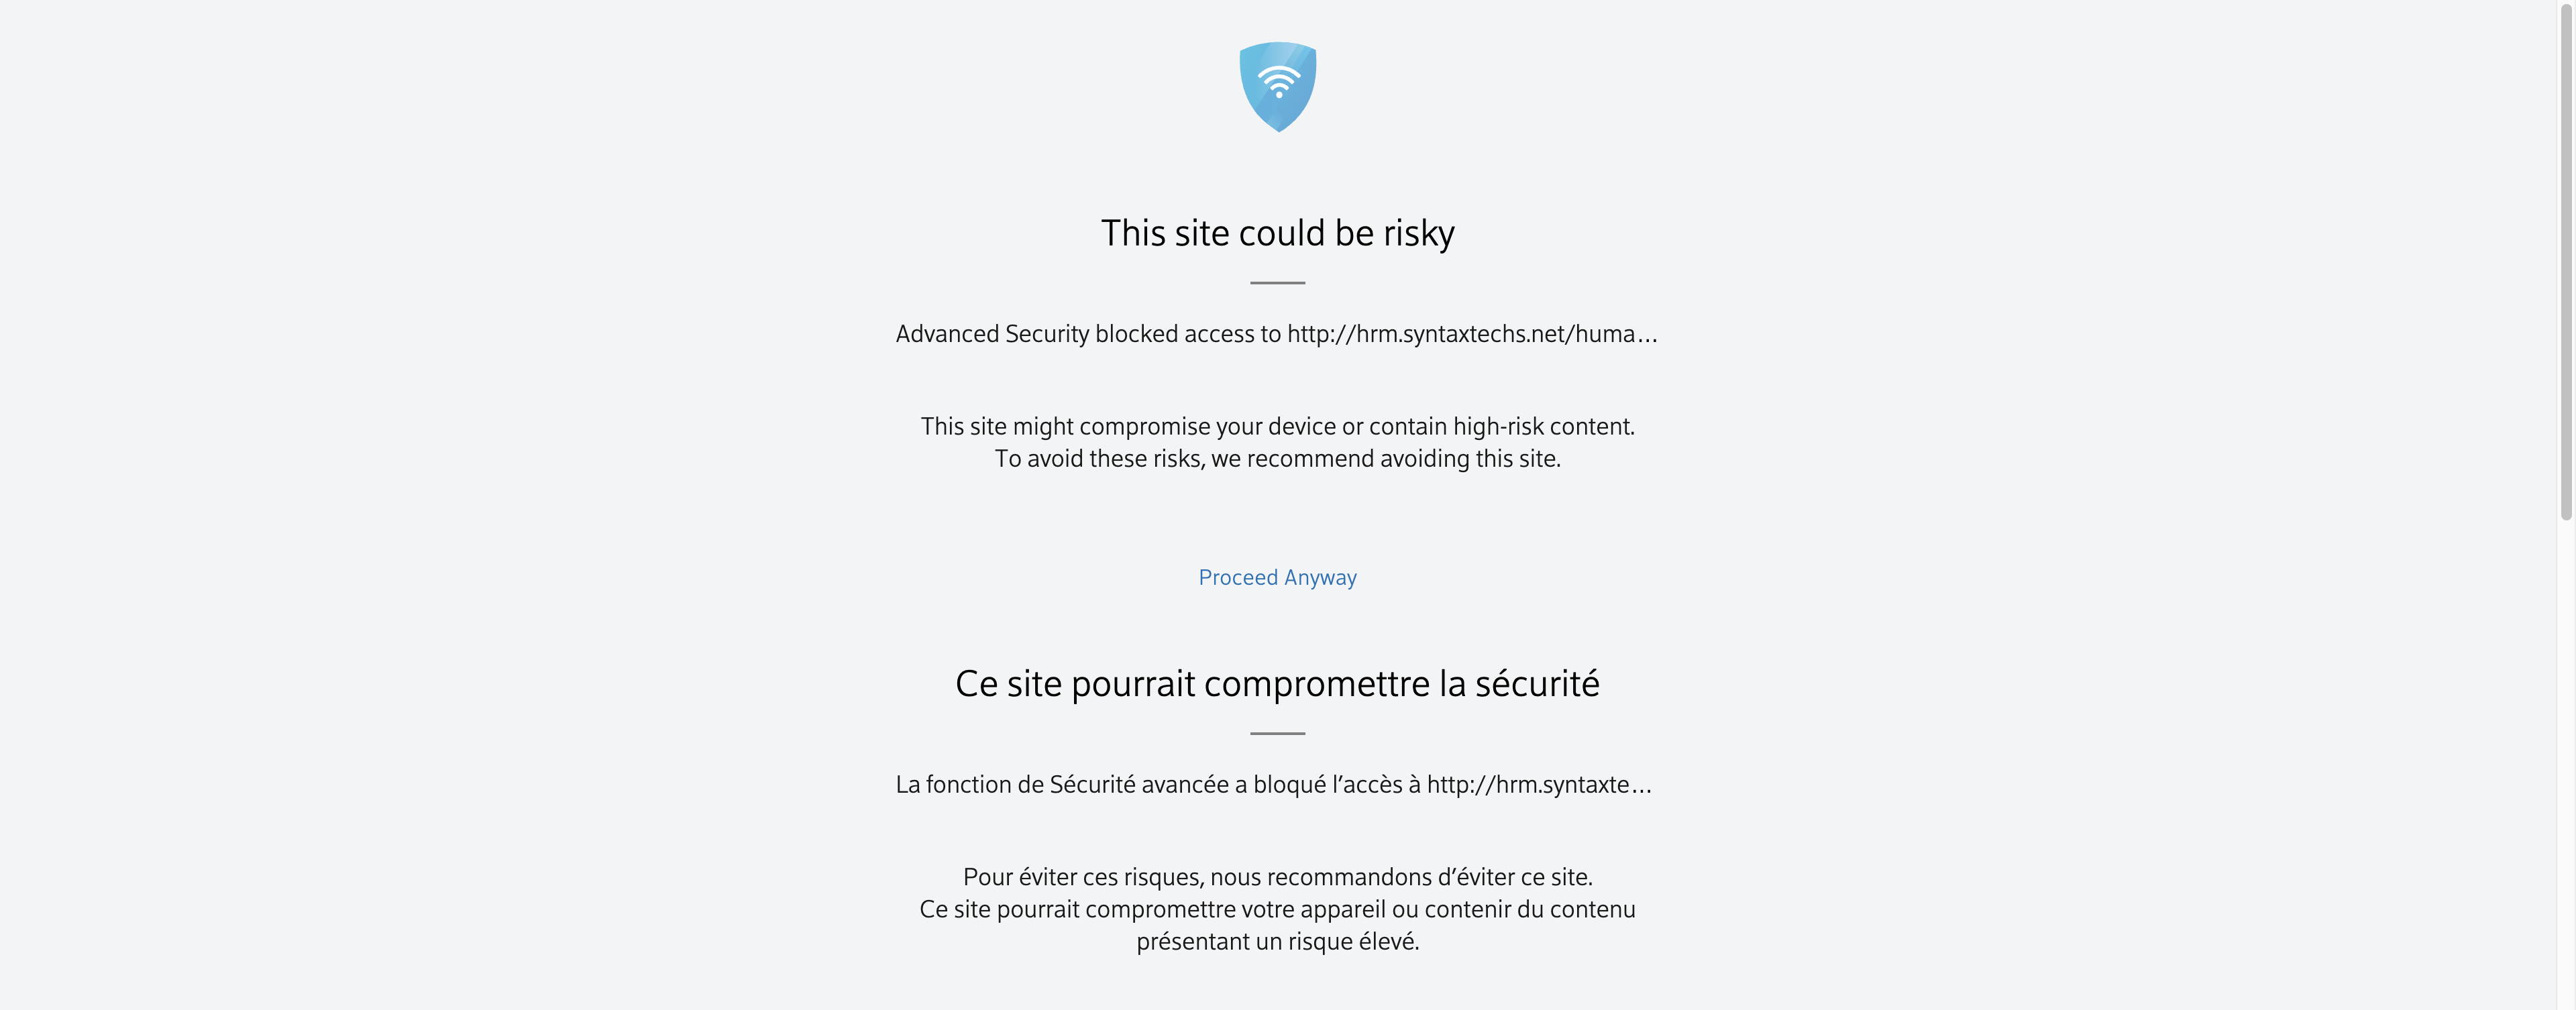 This site could be risky
Advanced Security blocked access to http://hrm.syntaxtechs.net/huma...
This site might compromise your device or contain high-risk content.
To avoid these risks, we recommend avoiding this site.
Proceed Anyway
Ce site pourrait compromettre la sécurité
La fonction de Sécurité avancée a bloqué l’accès à http://hrm.syntaxte...
Pour éviter ces risques, nous recommandons d’éviter ce site.
Ce site pourrait compromettre votre appareil ou contenir du contenu
présentant un risque élevé.